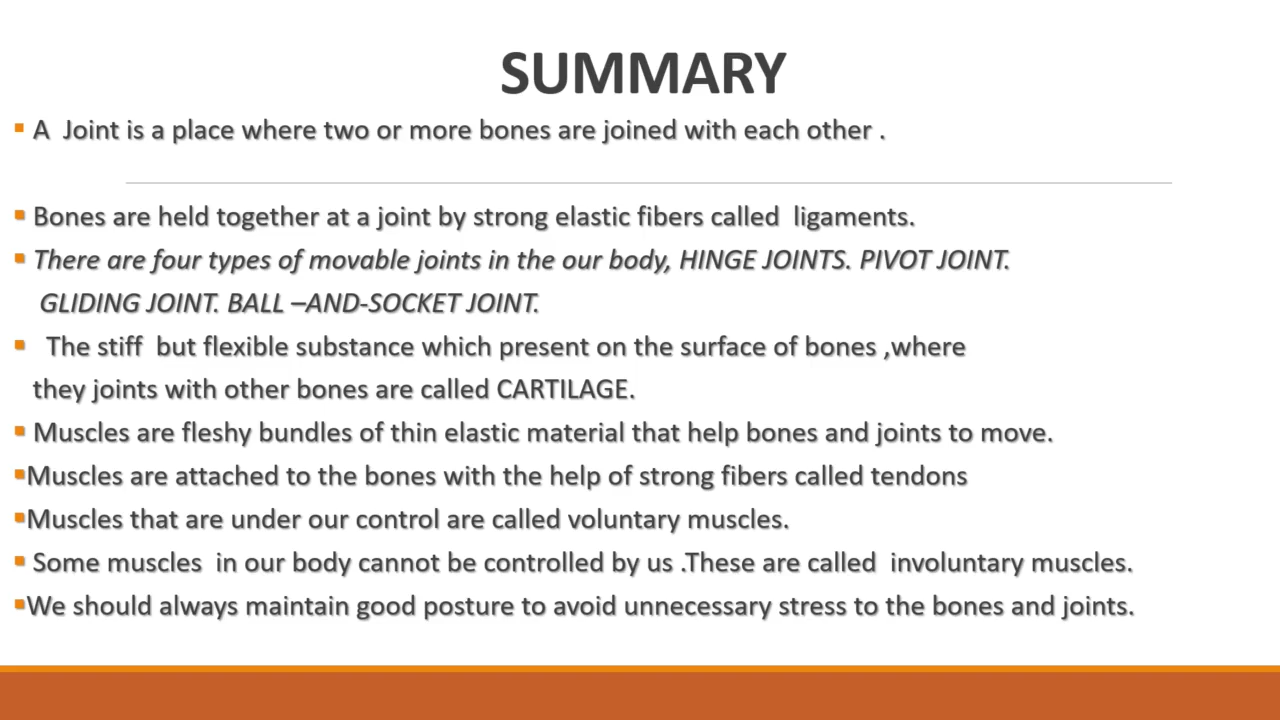 SUMMARY
▪ A  Joint is a place where two or more bones are joined with each other .
▪ Bones are held together at a joint by strong elastic fibers called  ligaments.
▪ There are four types of movable joints in the our body, HINGE JOINTS. PIVOT JOINT.
GLIDING JOINT. BALL –AND-SOCKET JOINT.
▪  The stiff  but flexible substance which present on the surface of bones ,where
they joints with other bones are called CARTILAGE.
▪ Muscles are fleshy bundles of thin elastic material that help bones and joints to move.
▪Muscles are attached to the bones with the help of strong fibers called tendons
▪Muscles that are under our control are called voluntary muscles.
▪ Some muscles  in our body cannot be controlled by us .These are called  involuntary muscles.
▪We should always maintain good posture to avoid unnecessary stress to the bones and joints.